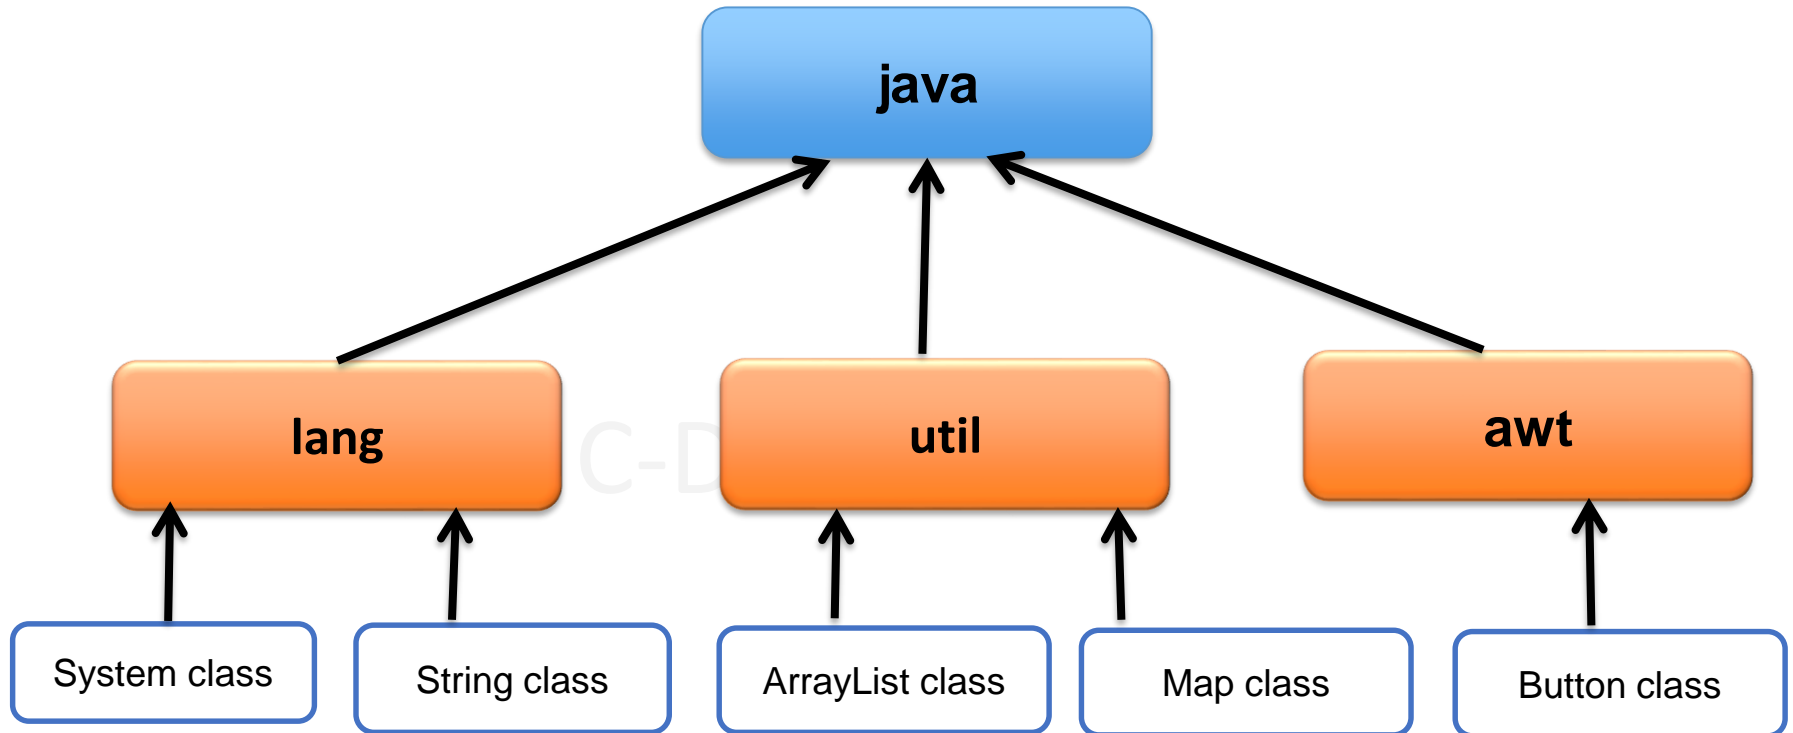 java
lang
util
awt
C-D
System class
String class
ArrayList class
Map class
Button class